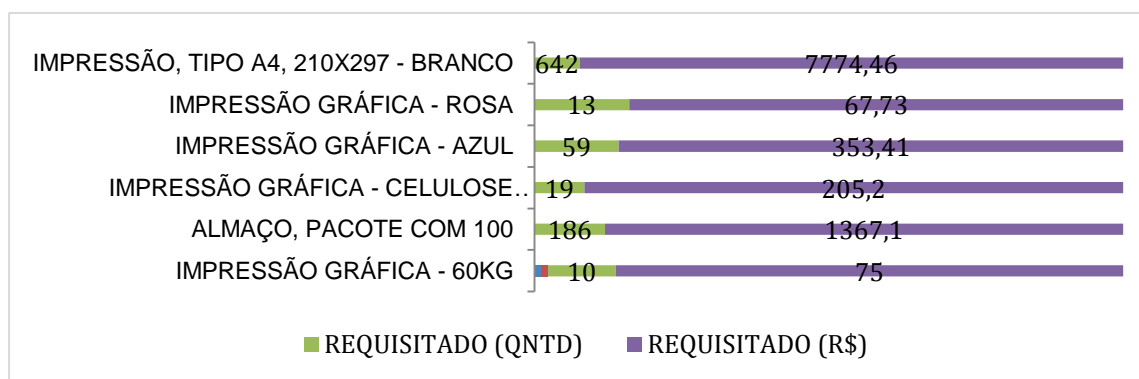 IMPRESSÃO, TIPO A4, 210X297 - BRANCO 642 7774,46
IMPRESSÃO GRÁFICA - ROSA 13 67,73
IMPRESSÃO GRÁFICA - AZUL 59 353,41
IMPRESSÃO GRÁFICA - CELULOSE.. 19 205,2
ALMAÇO, PACOTE COM 100 186 1367,1
IMPRESSÃO GRÁFICA - 60KG 10 75
REQUISITADO (QNTD) REQUISITADO (R$)